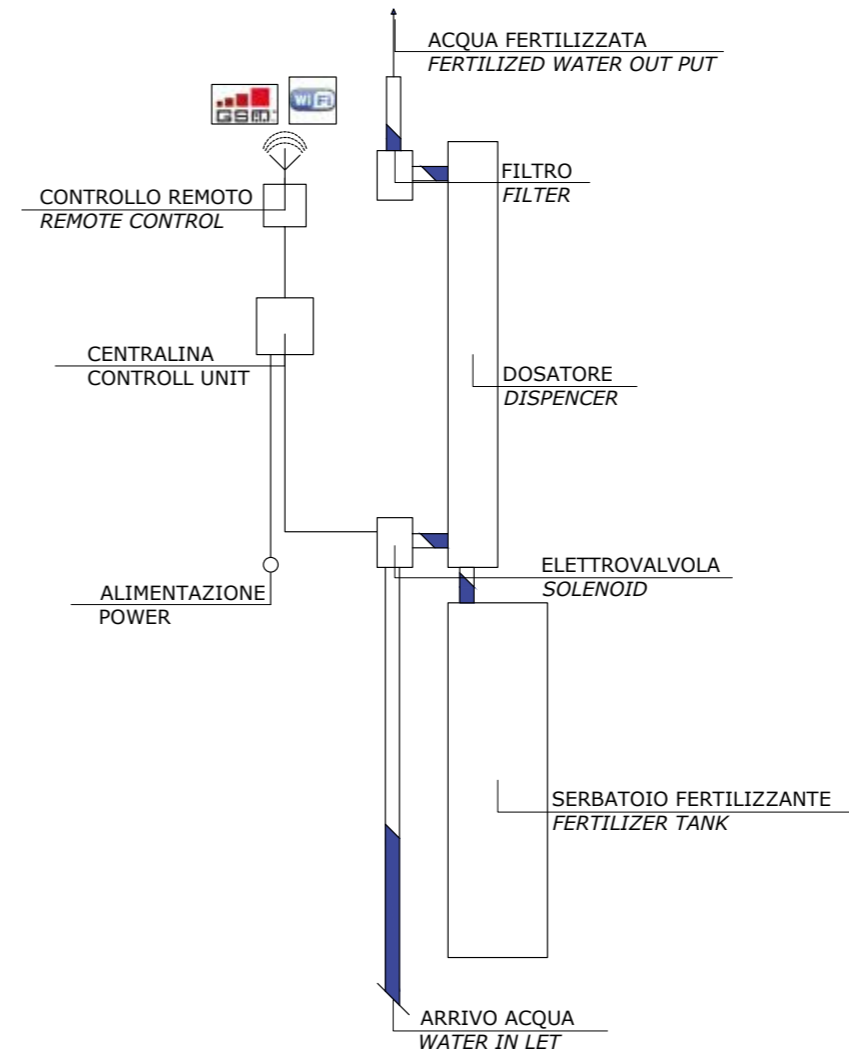 ACQUA FERTILIZZATA
FERTILIZED WATER OUT PUT
GSM
WiFi
FILTRO
FILTER
CONTROLLO REMOTO
REMOTE CONTROL
CENTRALINA
CONTROLL UNIT
DOSATORE
DISPENCER
ELETTROVALVOLA
SOLENOID
ALIMENTAZIONE
POWER
SERBATOIO FERTILIZZANTE
FERTILIZER TANK
ARRIVO ACQUA
WATER IN LET